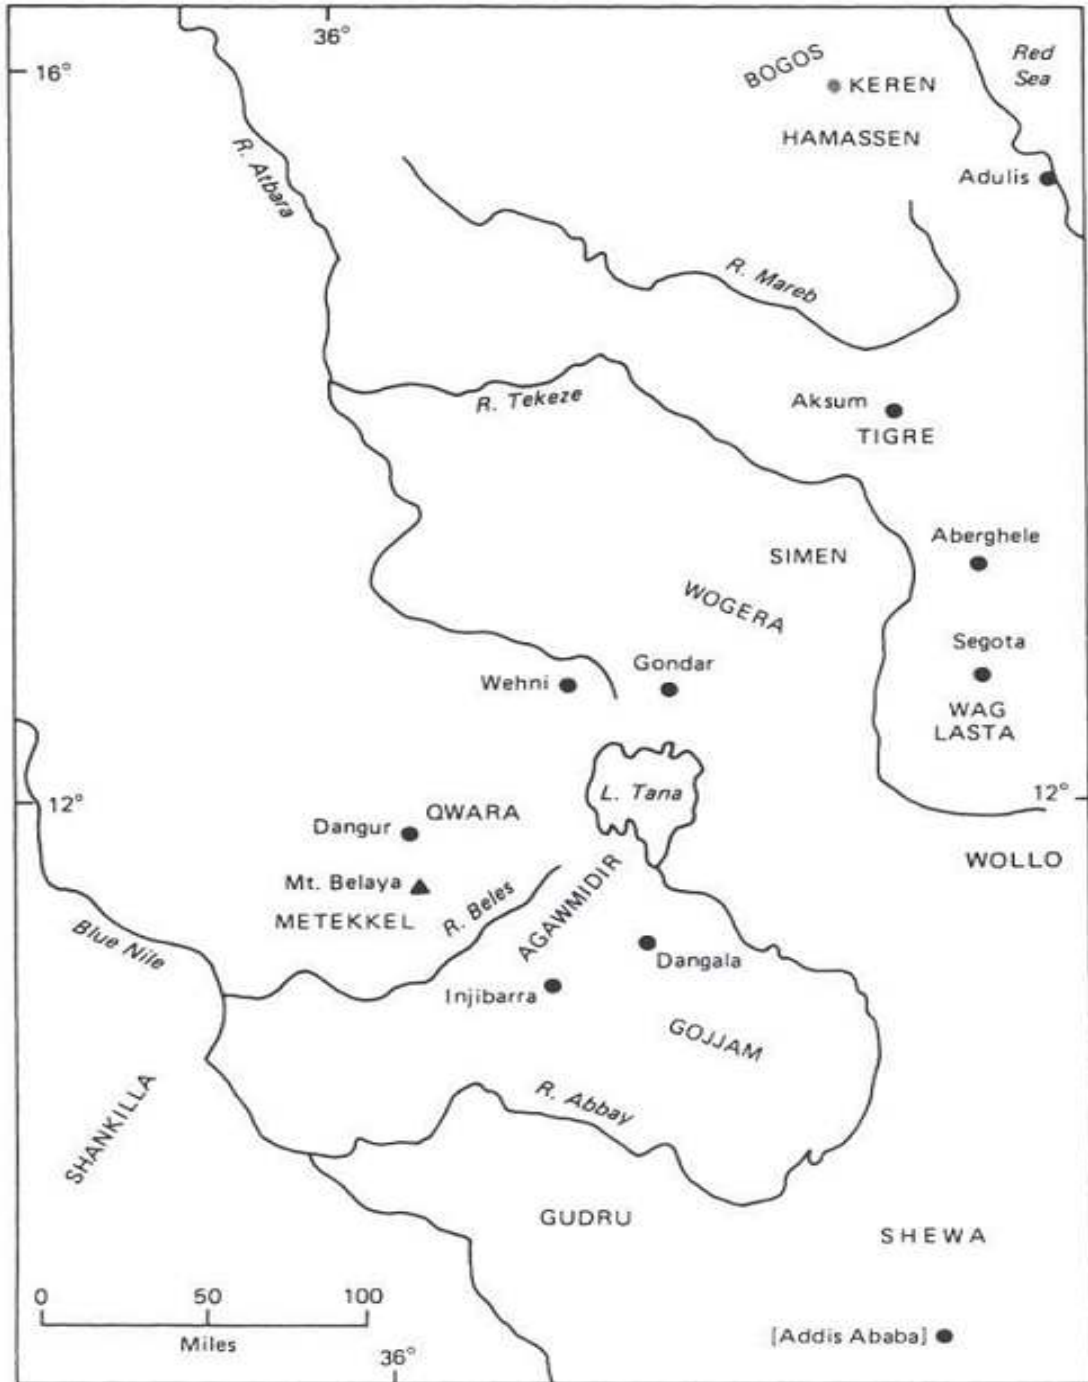 36°
16°
Red
Sea
BOGOS
KEREN
HAMASSEN
R. Atbara
Adulis
R. Mareb
R. Tekeze
Aksum
TIGRE
Aberghele
SIMEN
WOGERA
Segota
Wehni
Gondar
WAG
LASTA
L. Tana
12°
12°
QWARA
Dangur
WOLLO
Mt. Belaya
METEKKEL
R. Beles
AGAWMIDIR
Blue Nile
Dangala
Injibarra
GOJJAM
SHANKILLA
R. Abbay
GUDRU
SHEWA
0 50 100
Miles
[Addis Ababa]
36°